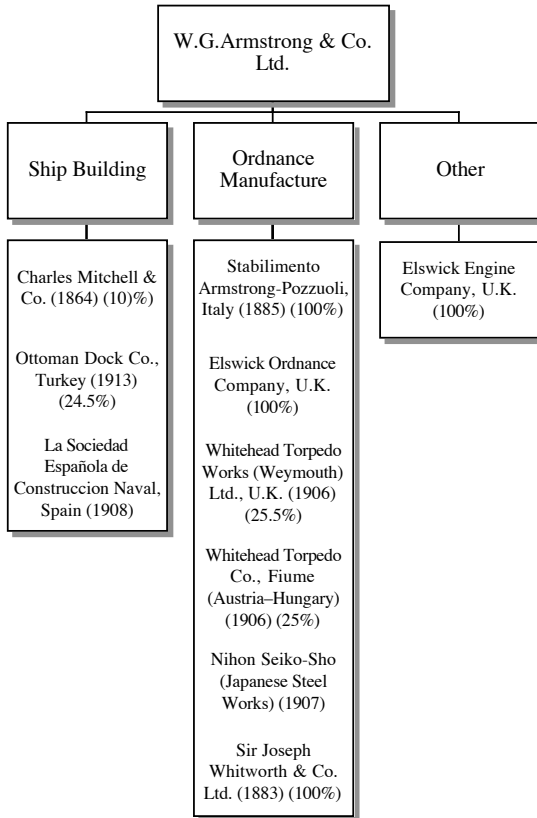 W.G.Armstrong & Co.
Ltd.
Ship Building
Ordnance
Manufacture
Other
Charles Mitchell &
Co. (1864) (10)%
Ottoman Dock Co.,
Turkey (1913)
(24.5%)
La Sociedad
Española de
Construccion Naval,
Spain (1908)
Stabilimento
Armstrong-Pozzuoli,
Italy (1885) (100%)
Elswick Ordnance
Company, U.K.
(100%)
Whitehead Torpedo
Works (Weymouth)
Ltd., U.K. (1906)
(25.5%)
Whitehead Torpedo
Co., Fiume
(Austria–Hungary)
(1906) (25%)
Nihon Seiko-Sho
(Japanese Steel
Works) (1907)
Sir Joseph
Whitworth & Co.
Ltd. (1883) (100%)
Elswick Engine
Company, U.K.
(100%)